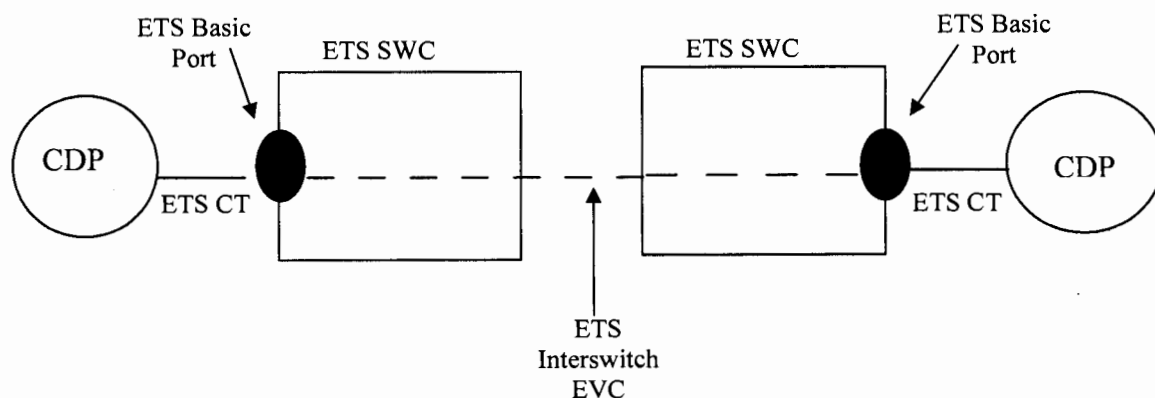 ETS Basic
Port
ETS SWC
ETS SWC
ETS Basic
Port
CDP
ETS CT
ETS CT
CDP
ETS
Interswitch
EVC